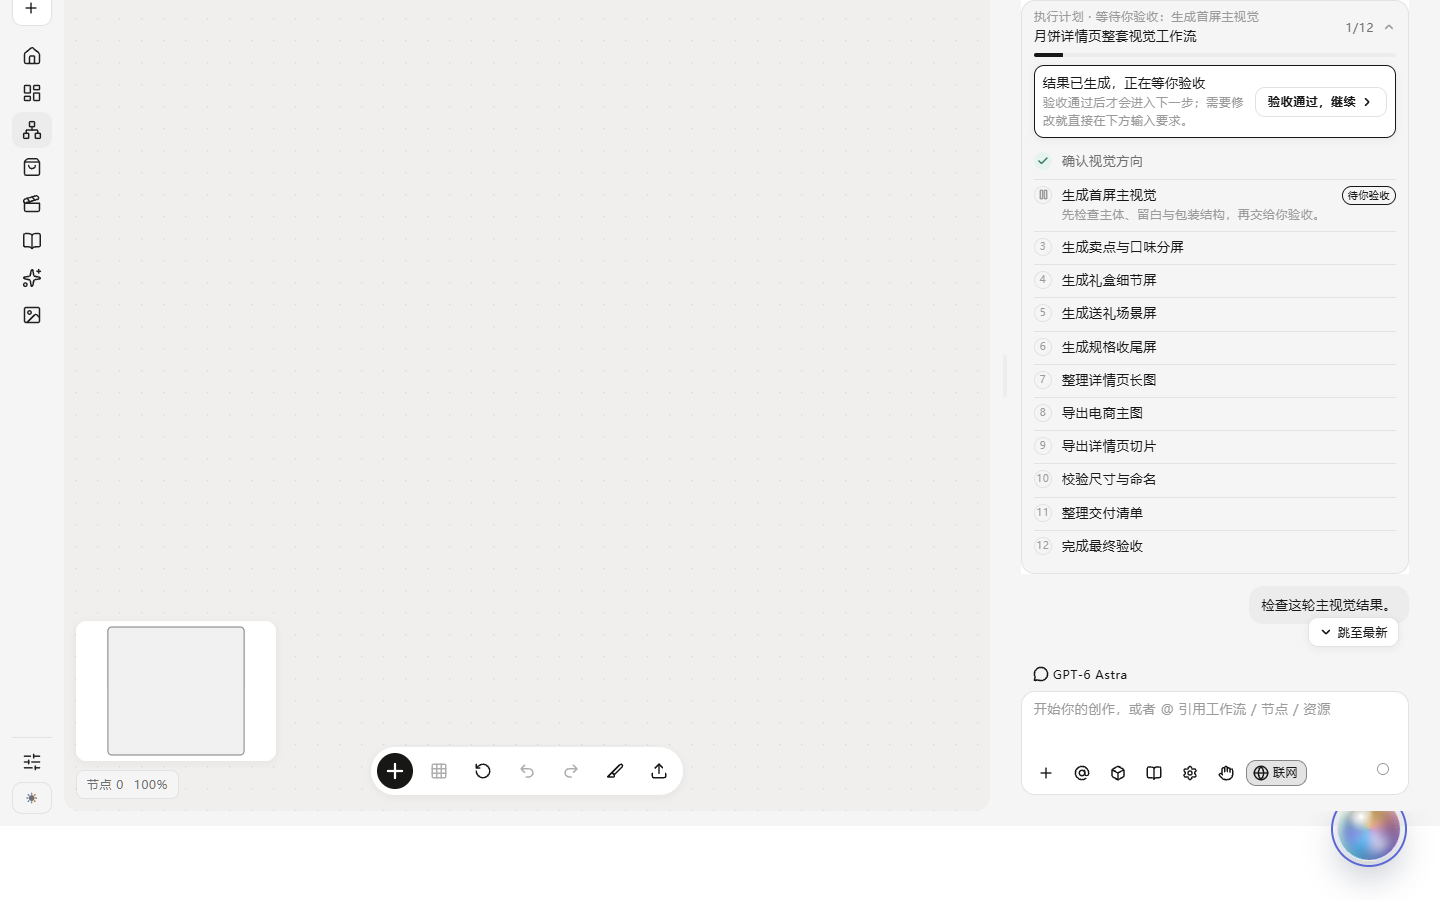 执行计划 · 等待你验收：生成首屏主视觉
月饼详情页整套视觉工作流
1/12
结果已生成，正在等你验收
验收通过后才会进入下一步；需要修
改就直接在下方输入要求。
验收通过，继续
确认视觉方向
生成首屏主视觉
待你验收
先检查主体、留白与包装结构，再交给你验收。
3 生成卖点与口味分屏
4 生成礼盒细节屏
5 生成送礼场景屏
6 生成规格收尾屏
7 整理详情页长图
8 导出电商主图
9 导出详情页切片
10 校验尺寸与命名
11 整理交付清单
12 完成最终验收
检查这轮主视觉结果。
跳至最新
GPT-6 Astra
开始你的创作，或者 @ 引用工作流 / 节点 / 资源
联网
节点 0 100%